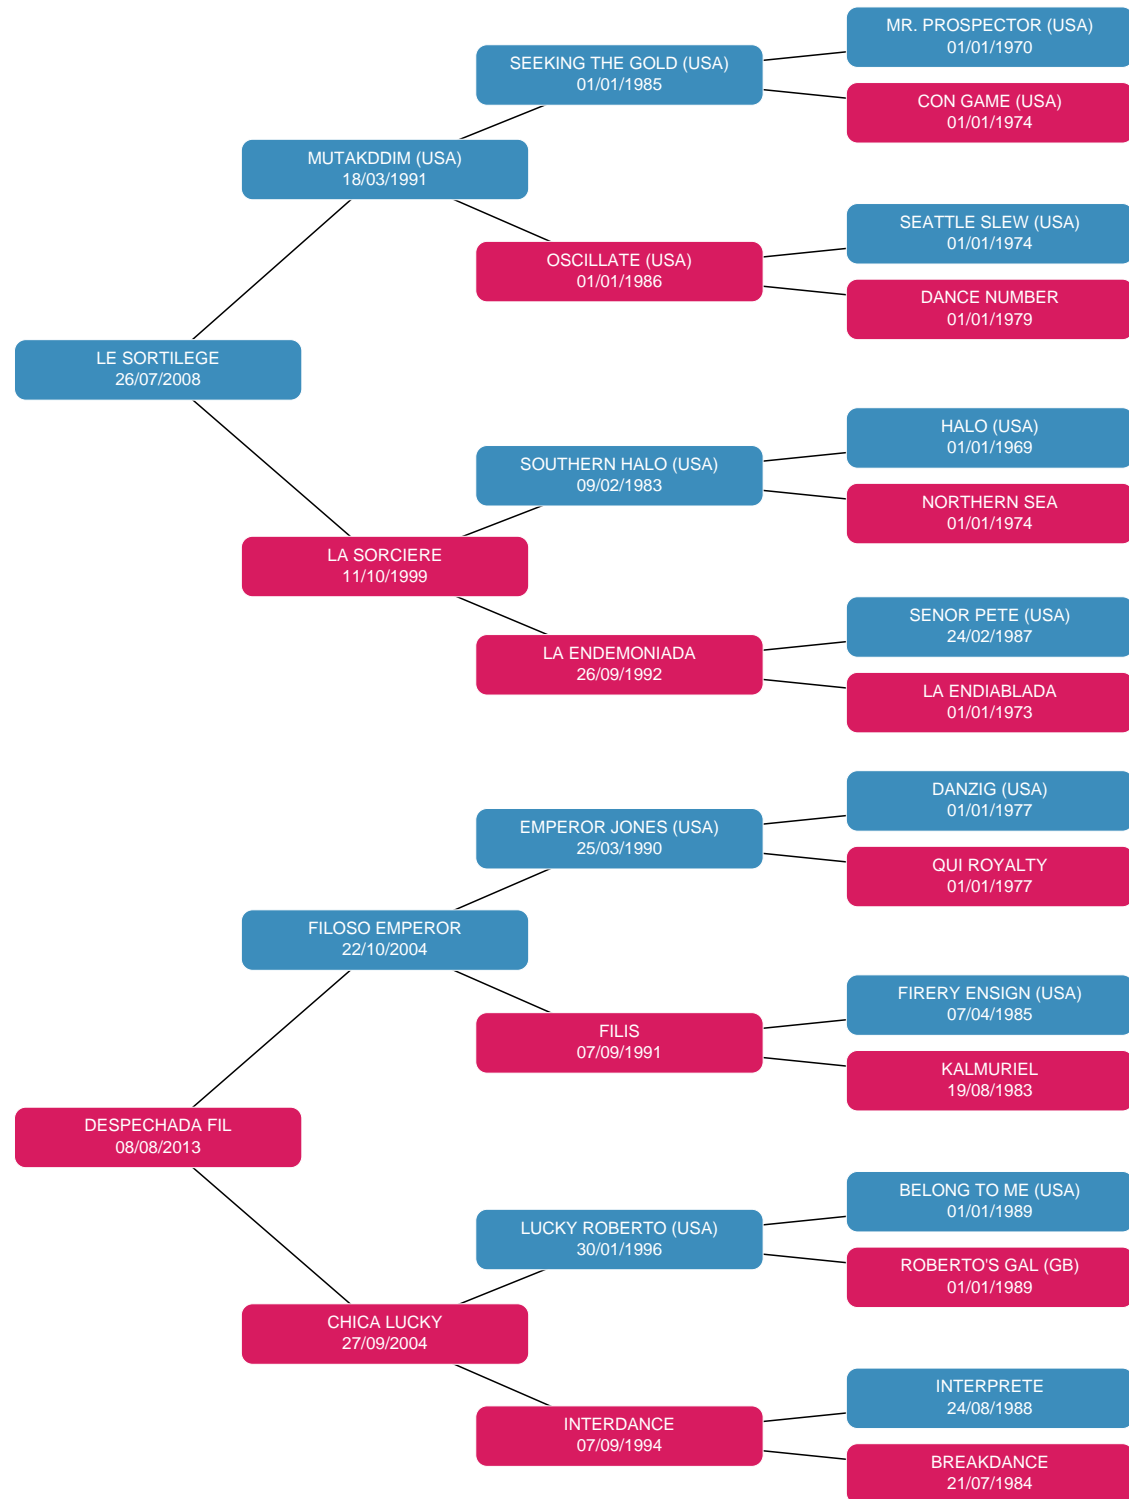 MR. PROSPECTOR (USA)
01/01/1970
SEEKING THE GOLD (USA)
01/01/1985
CON GAME (USA)
01/01/1974
MUTAKDDIM (USA)
18/03/1991
SEATTLE SLEW (USA)
01/01/1974
OSCILLATE (USA)
01/01/1986
DANCE NUMBER
01/01/1979
LE SORTILEGE
26/07/2008
HALO (USA)
01/01/1969
SOUTHERN HALO (USA)
09/02/1983
NORTHERN SEA
01/01/1974
LA SORCIERE
11/10/1999
SENOR PETE (USA)
24/02/1987
LA ENDEMONIADA
26/09/1992
LA ENDIABLADA
01/01/1973
DANZIG (USA)
01/01/1977
EMPEROR JONES (USA)
25/03/1990
QUI ROYALTY
01/01/1977
FILOSO EMPEROR
22/10/2004
FIRERY ENSIGN (USA)
07/04/1985
FILIS
07/09/1991
KALMURIEL
19/08/1983
DESPECHADA FIL
08/08/2013
BELONG TO ME (USA)
01/01/1989
LUCKY ROBERTO (USA)
30/01/1996
ROBERTO'S GAL (GB)
01/01/1989
CHICA LUCKY
27/09/2004
INTERPRETE
24/08/1988
INTERDANCE
07/09/1994
BREAKDANCE
21/07/1984